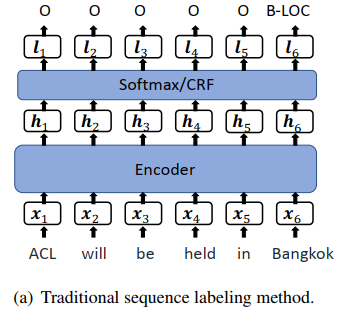 O O O O O B-LOC
l1 l2 l3 l4 l5 l6
Softmax/CRF
h1 h2 h3 h4 h5 h6
Encoder
x1 x2 x3 x4 x5 x6
ACL will be held in Bangkok
(a) Traditional sequence labeling method.